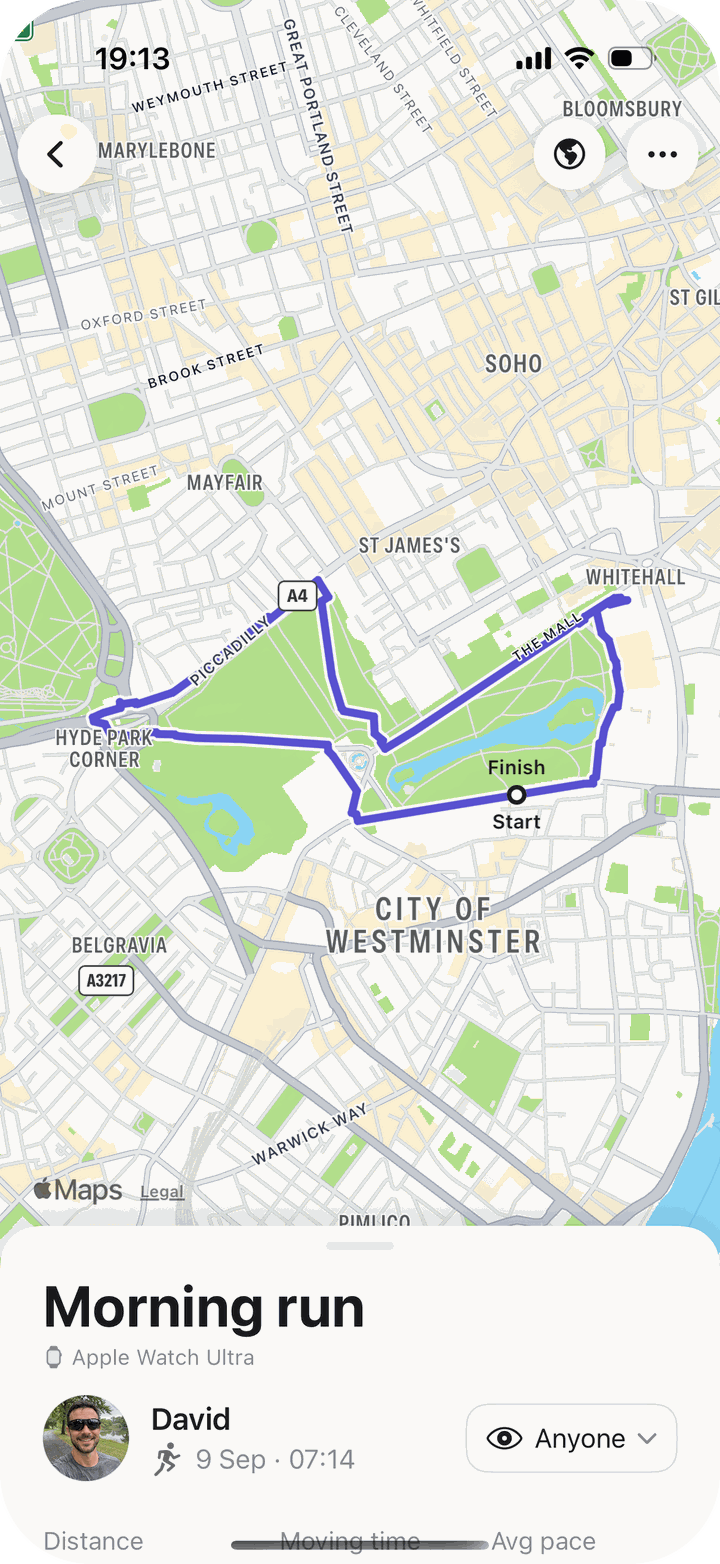 19:13
WEYMOUTH STREET
GREAT PORTLAND STREET
CLEVELAND STREET
WHITFIELD STREET
BLOOMSBURY
MARYLEBONE
ST GIL
OXFORD STREET
BROOK STREET
SOHO
MOUNT STREET
MAYFAIR
ST JAMES'S
WHITEHALL
A4
PICCADILLY
THE MALL
HYDE PARK
CORNER
Finish
Start
CITY OF
WESTMINSTER
BELGRAVIA
A3217
WARWICK WAY
Maps Legal
PIMLICO
Morning run
Apple Watch Ultra
David
9 Sep · 07:14
Anyone
Distance Moving time Avg pace